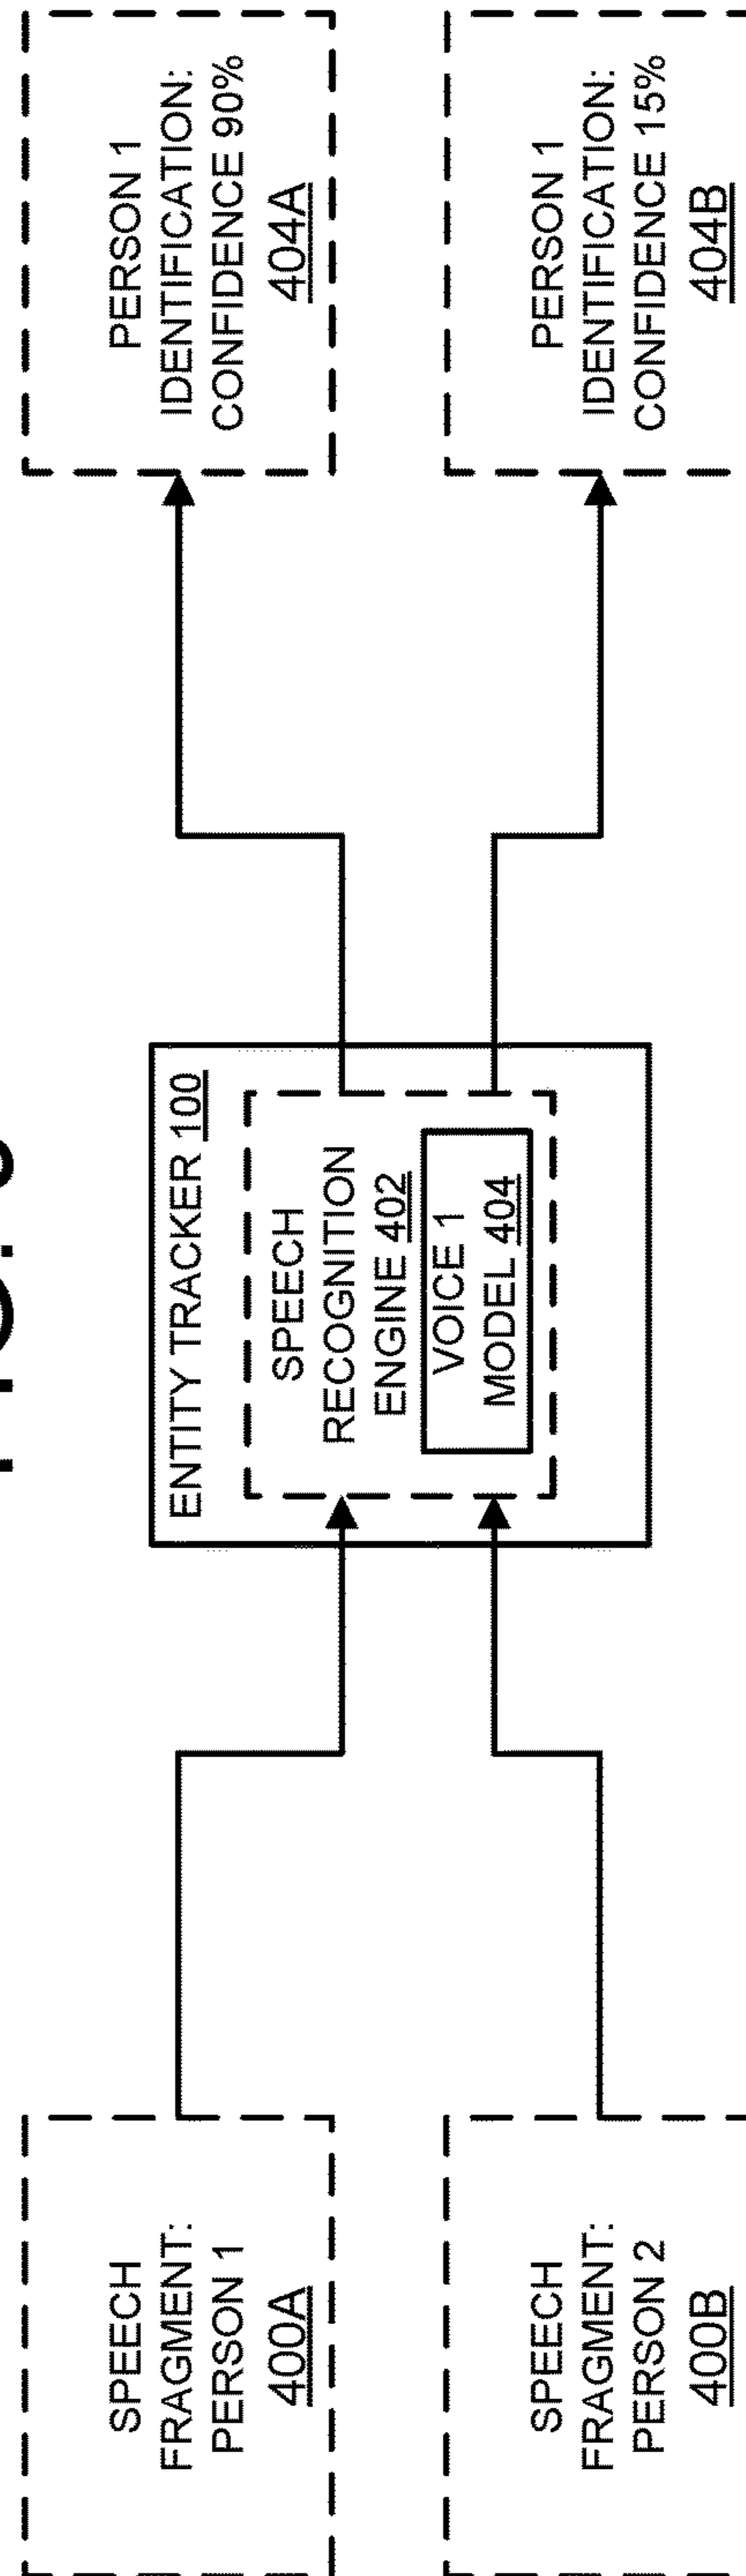 SPEECH
FRAGMENT:
PERSON 1
400A
SPEECH
FRAGMENT:
PERSON 2
400B
ENTITY TRACKER 100
SPEECH
RECOGNITION
ENGINE 402
VOICE 1
MODEL 404
PERSON 1
IDENTIFICATION:
CONFIDENCE 90%
404A
PERSON 1
IDENTIFICATION:
CONFIDENCE 15%
404B